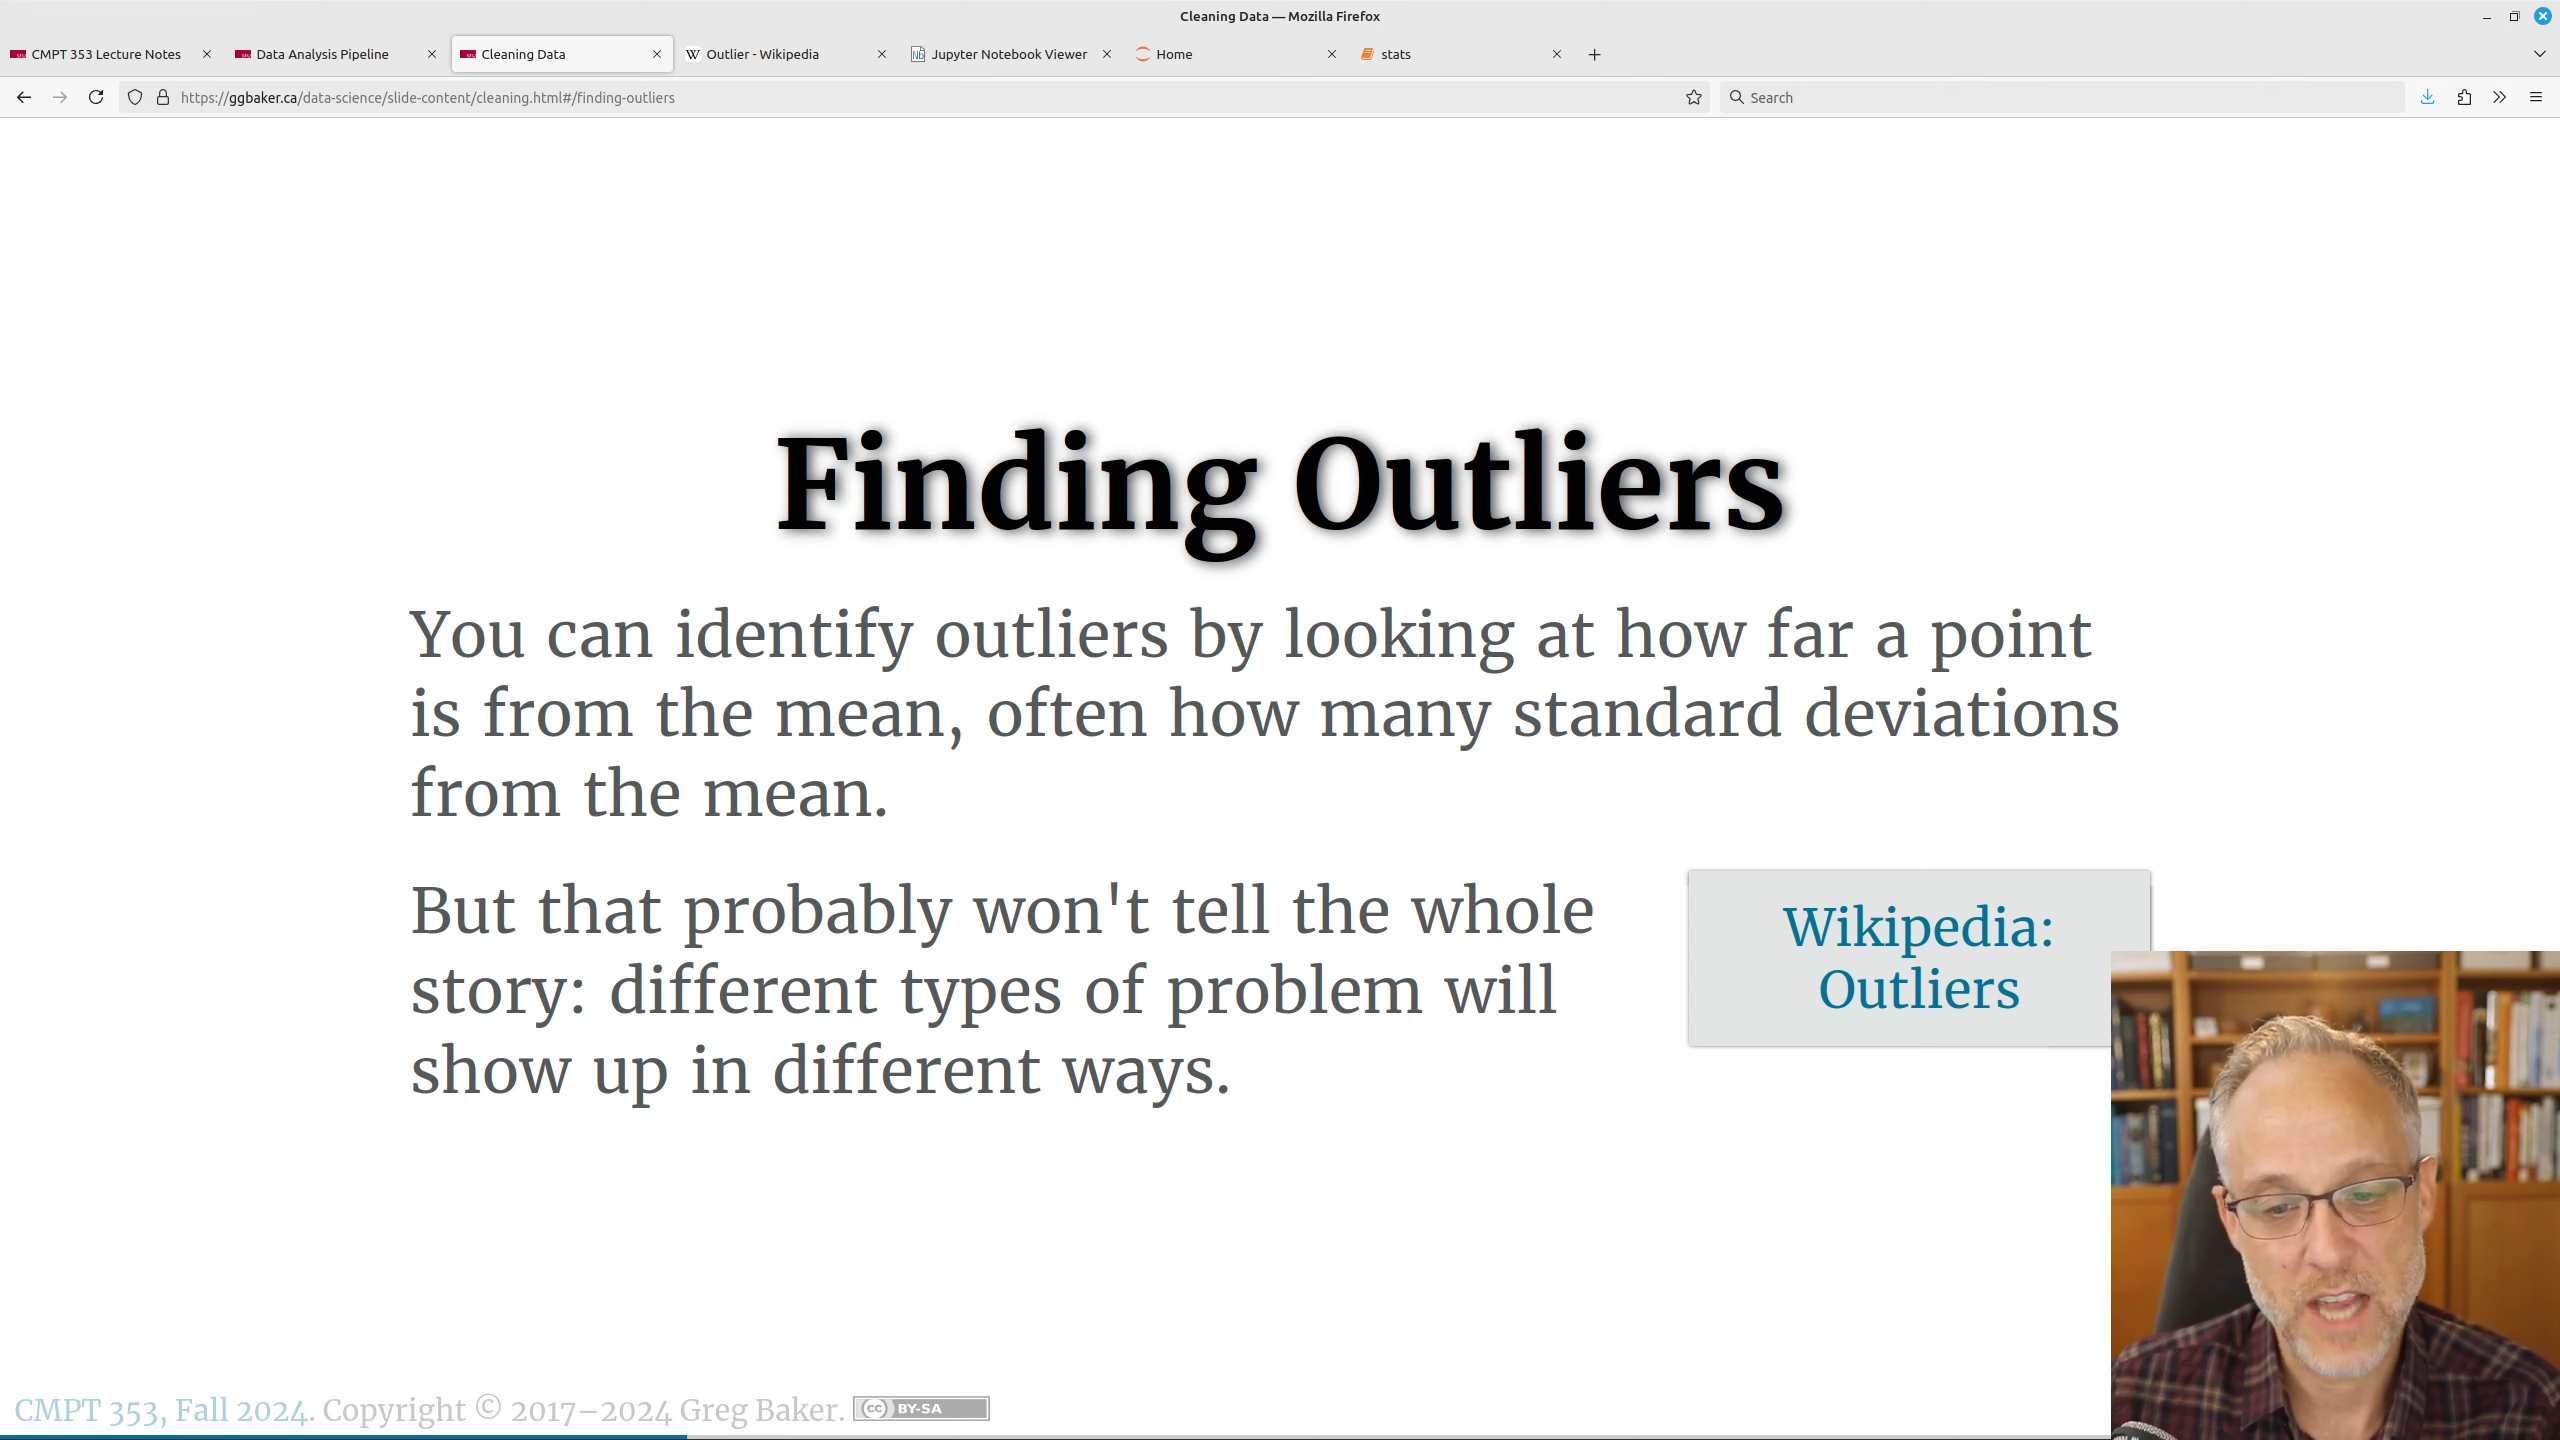 Cleaning Data — Mozilla Firefox
CMPT 353 Lecture Notes
Data Analysis Pipeline
Cleaning Data
Outlier - Wikipedia
Jupyter Notebook Viewer
Home
stats
https://ggbaker.ca/data-science/slide-content/cleaning.html#/finding-outliers
Search
Finding Outliers
You can identify outliers by looking at how far a point
is from the mean, often how many standard deviations
from the mean.
But that probably won't tell the whole
story: different types of problem will
show up in different ways.
Wikipedia:
Outliers
CMPT 353, Fall 2024. Copyright © 2017–2024 Greg Baker. cc BY-SA